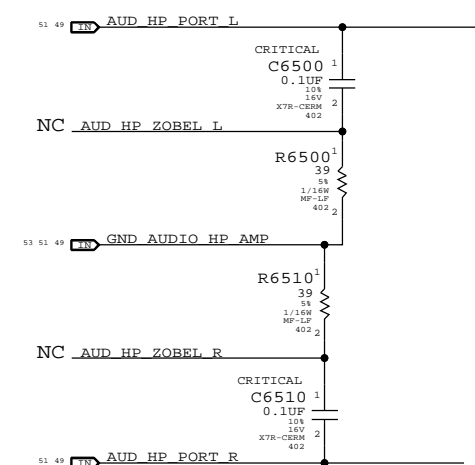 51 49 IN AUD_HP_PORT_L
CRITICAL
C6500 1
0.1UF
10%
16V
X7R-CERM 2
402
NC AUD_HP_ZOBEL_L
R6500 1
39
5%
1/16W
MF-LF
402 2
53 51 49 IN GND_AUDIO_HP_AMP
R6510 1
39
5%
1/16W
MF-LF
402 2
NC AUD_HP_ZOBEL_R
CRITICAL
C6510 1
0.1UF
10%
16V
X7R-CERM 2
402
51 49 IN AUD_HP_PORT_R